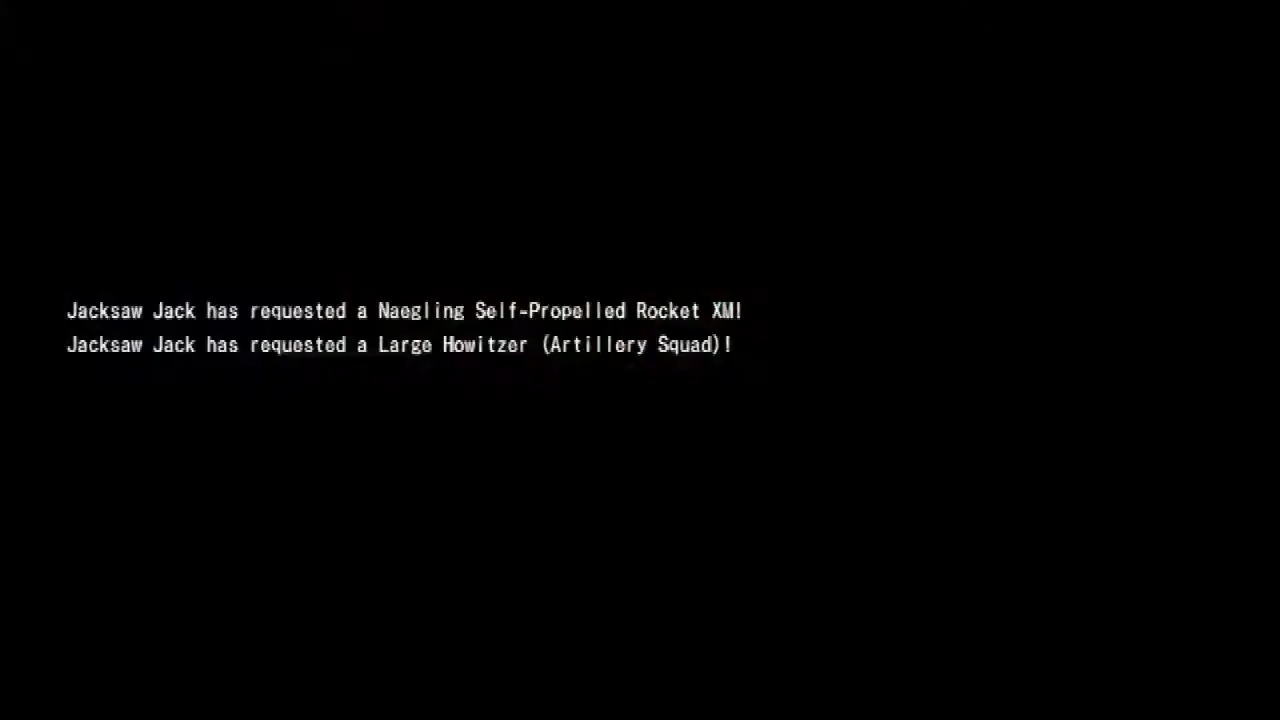 Jacksaw Jack has requested a Naegling Self-Propelled Rocket XM!
Jacksaw Jack has requested a Large Howitzer (Artillery Squad)!